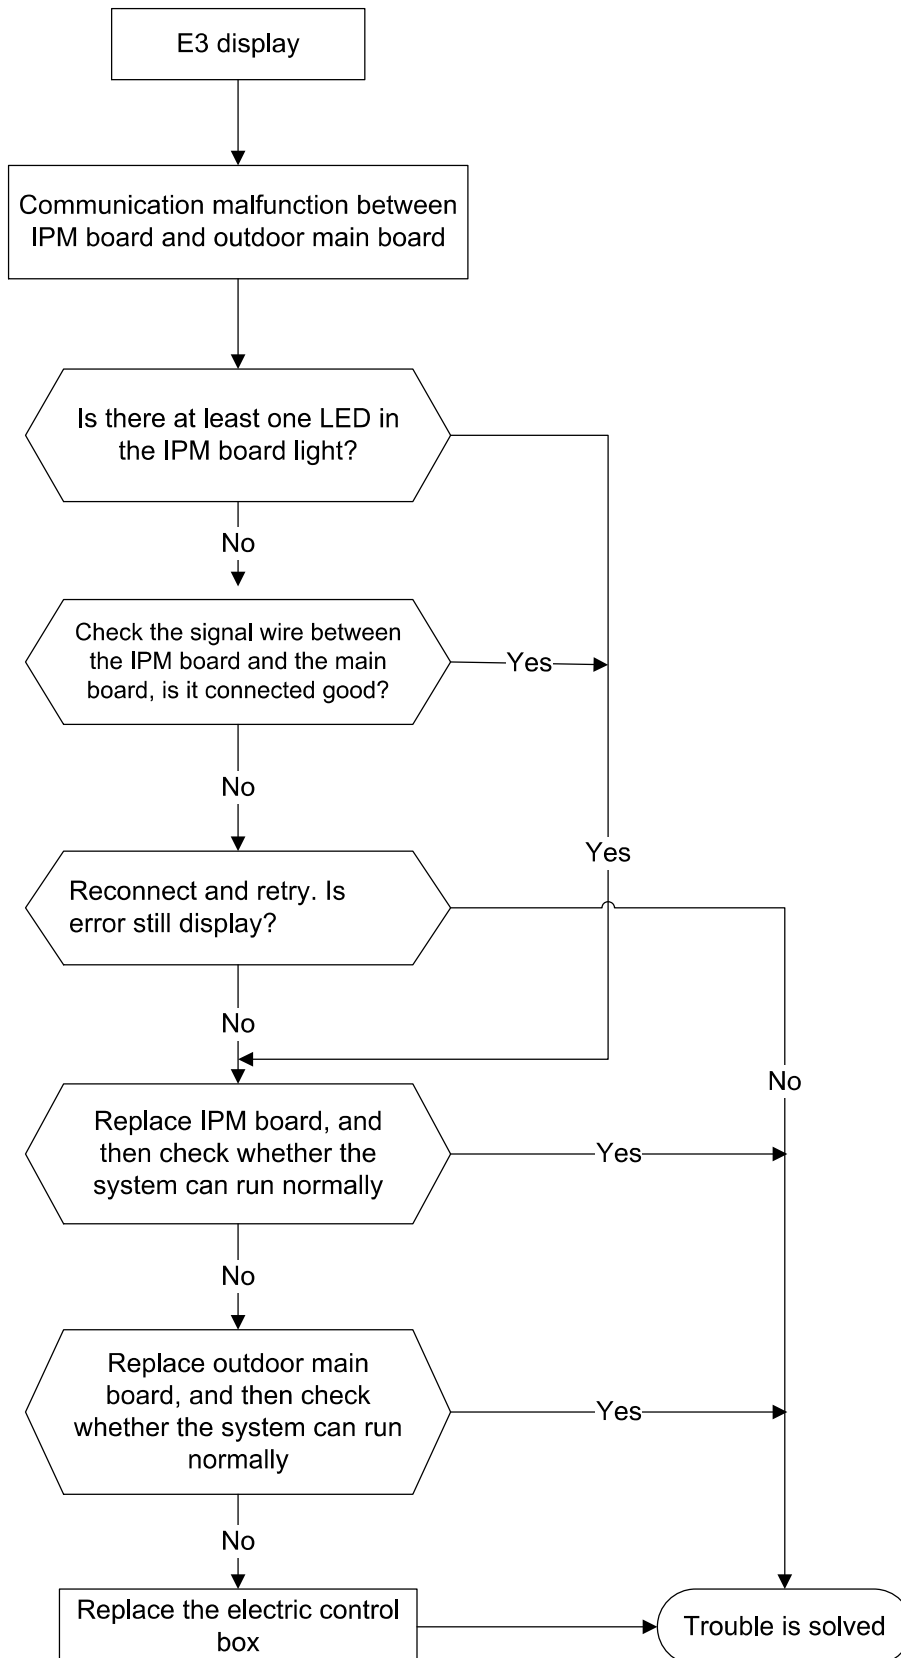 E3 display
Communication malfunction between
IPM board and outdoor main board
Is there at least one LED in
the IPM board light?
No
Check the signal wire between
the IPM board and the main
board, is it connected good?
Yes
No
Yes
Reconnect and retry. Is
error still display?
No
No
Replace IPM board, and
then check whether the
system can run normally
Yes
No
Replace outdoor main
board, and then check
whether the system can run
normally
Yes
No
Replace the electric control
box
Trouble is solved